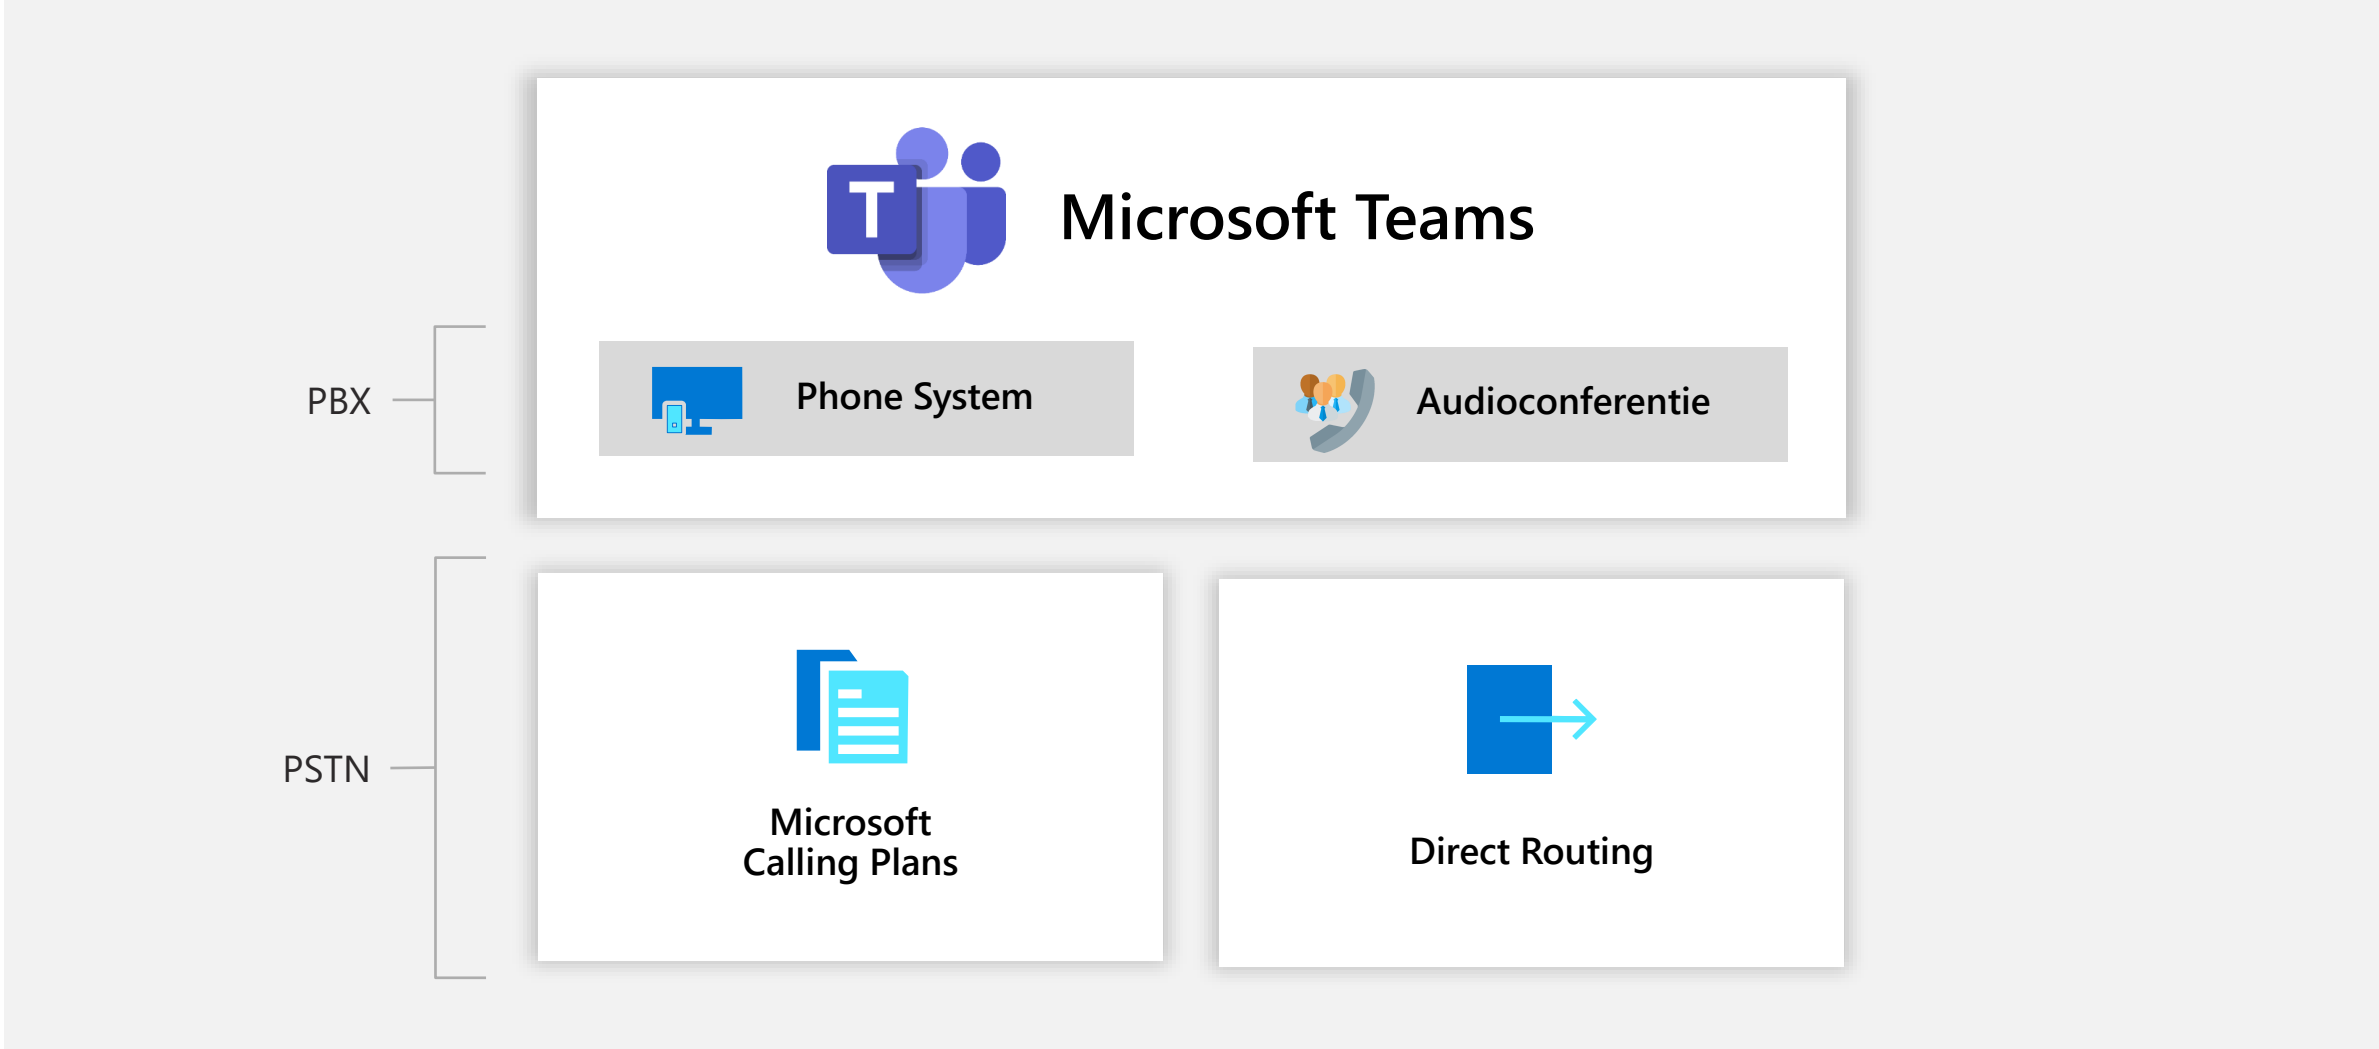 T
Microsoft Teams
PBX
Phone System
Audioconferentie
PSTN
Microsoft
Calling Plans
Direct Routing